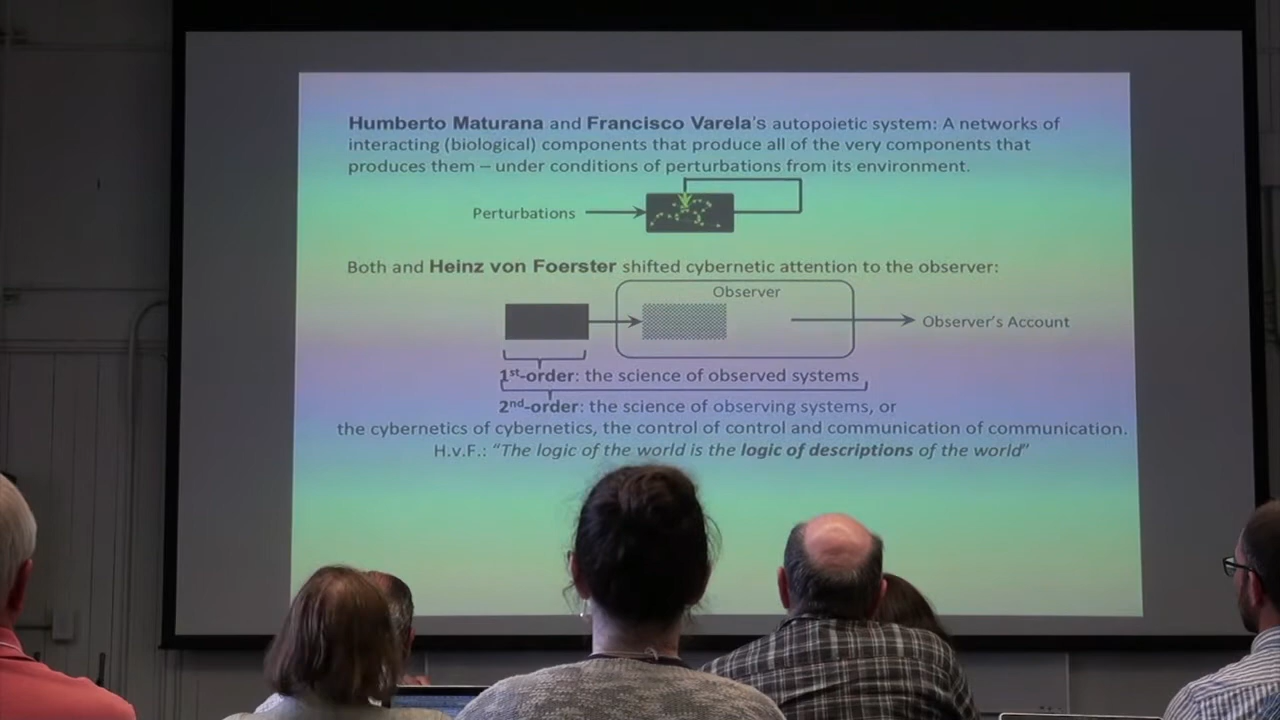 Humberto Maturana and Francisco Varela's autopoietic system: A networks of
interacting (biological) components that produce all of the very components that
produces them – under conditions of perturbations from its environment.
Perturbations
Both and Heinz von Foerster shifted cybernetic attention to the observer:
Observer
Observer's Account
1st-order: the science of observed systems
2nd-order: the science of observing systems, or
the cybernetics of cybernetics, the control of control and communication of communication.
H.v.F.: “The logic of the world is the logic of descriptions of the world”